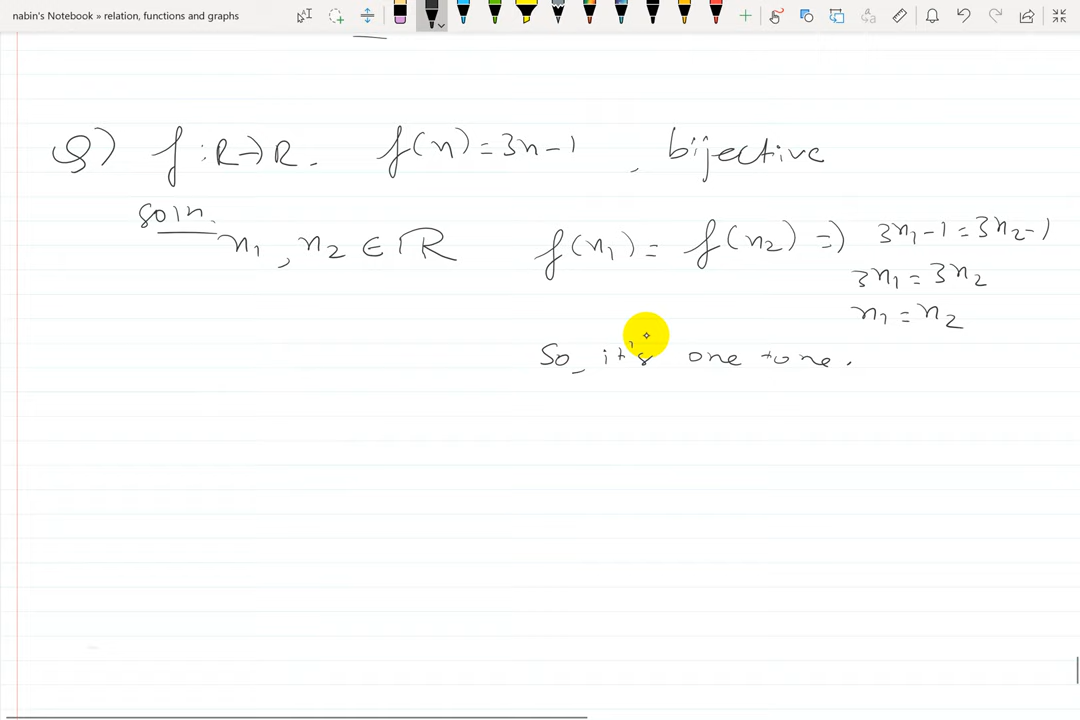 nabin's Notebook » relation, functions and graphs
Q) f : R→R. f(x) = 3x-1 , bijective
soln.
x1 , x2 ∈ R f(x1) = f(x2) => 3x1-1 = 3x2-1
3x1 = 3x2
x1 = x2
So, it's one to one.